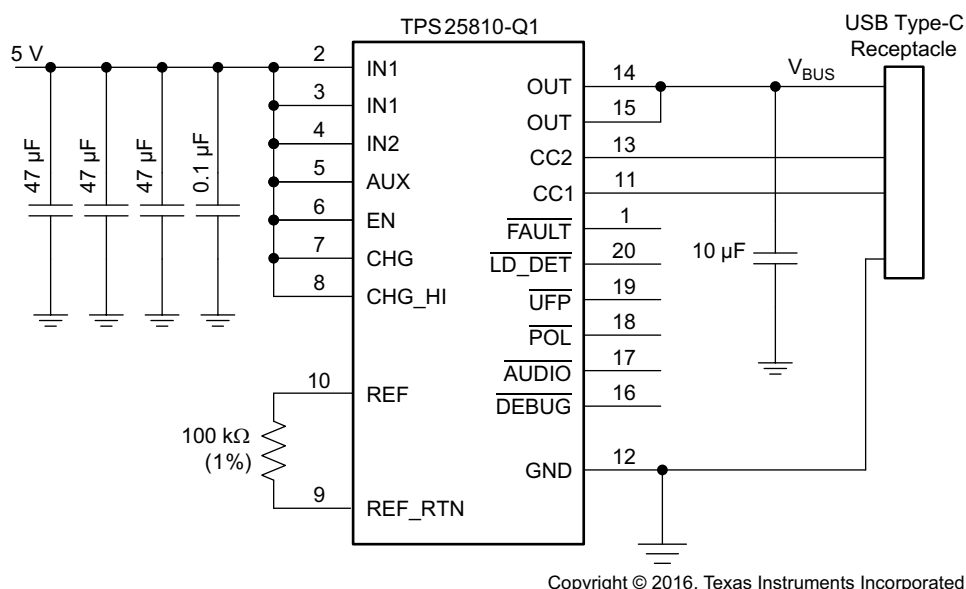 TPS25810-Q1
USB Type-C
Receptacle
5 V
2
IN1
3
IN1
4
IN2
5
AUX
6
EN
7
CHG
8
CHG_HI
10
REF
9
REF_RTN
47 µF
47 µF
47 µF
0.1 µF
100 kΩ
(1%)
OUT
14
OUT
15
CC2
13
CC1
11
FAULT
1
LD_DET
20
UFP
19
POL
18
AUDIO
17
DEBUG
16
GND
12
VBUS
10 µF
Copyright © 2016, Texas Instruments Incorporated